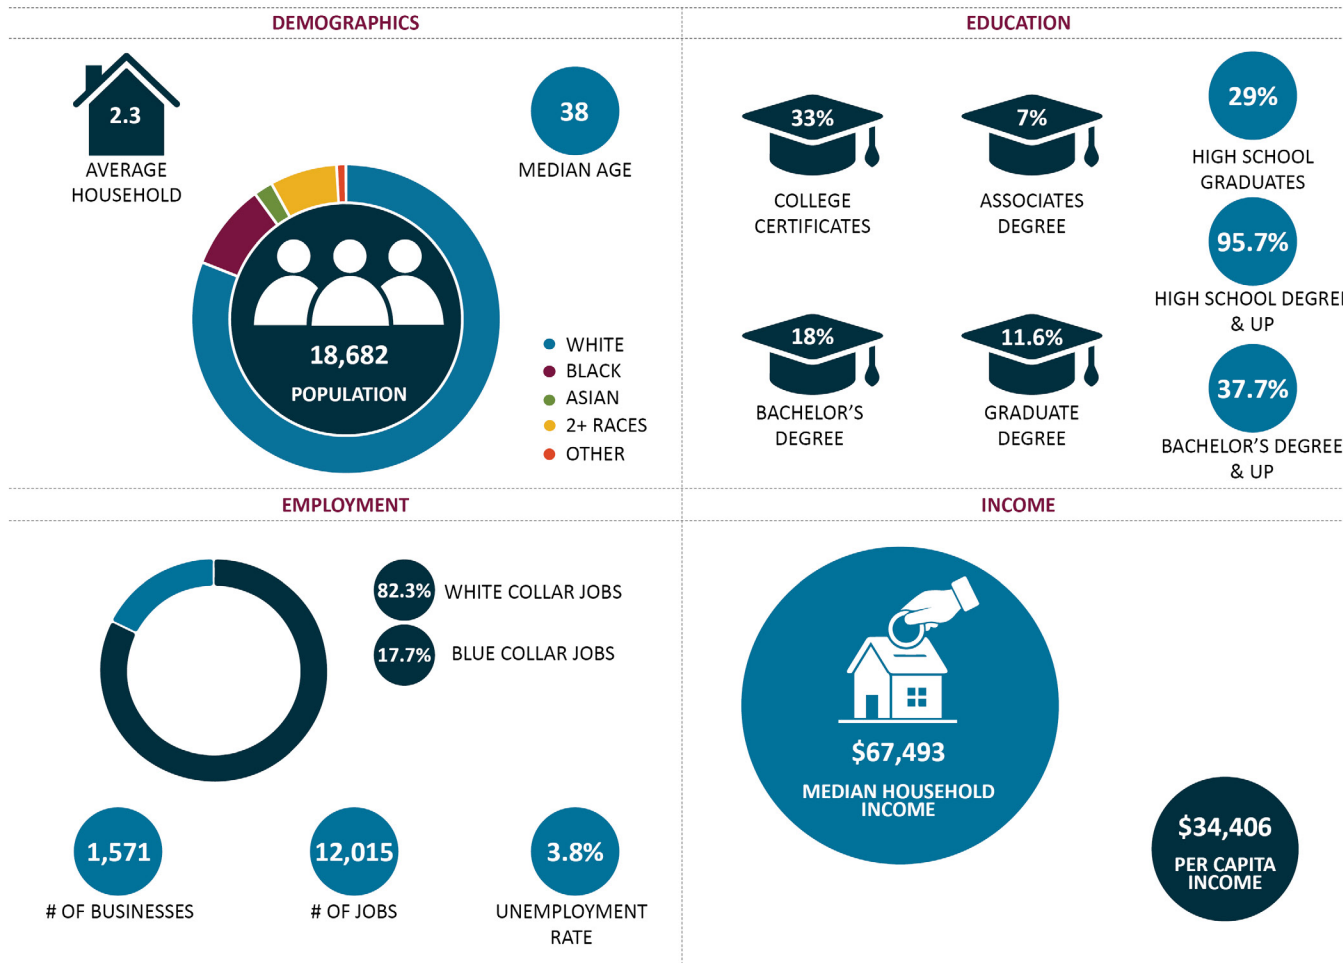 DEMOGRAPHICS
2.3
AVERAGE
HOUSEHOLD
38
MEDIAN AGE
18,682
POPULATION
WHITE
BLACK
ASIAN
2+ RACES
OTHER
EDUCATION
33%
COLLEGE
CERTIFICATES
7%
ASSOCIATES
DEGREE
29%
HIGH SCHOOL
GRADUATES
95.7%
HIGH SCHOOL DEGREE
& UP
18%
BACHELOR'S
DEGREE
11.6%
GRADUATE
DEGREE
37.7%
BACHELOR'S DEGREE
& UP
EMPLOYMENT
82.3%
WHITE COLLAR JOBS
17.7%
BLUE COLLAR JOBS
1,571
# OF BUSINESSES
12,015
# OF JOBS
3.8%
UNEMPLOYMENT
RATE
INCOME
$67,493
MEDIAN HOUSEHOLD
INCOME
$34,406
PER CAPITA
INCOME